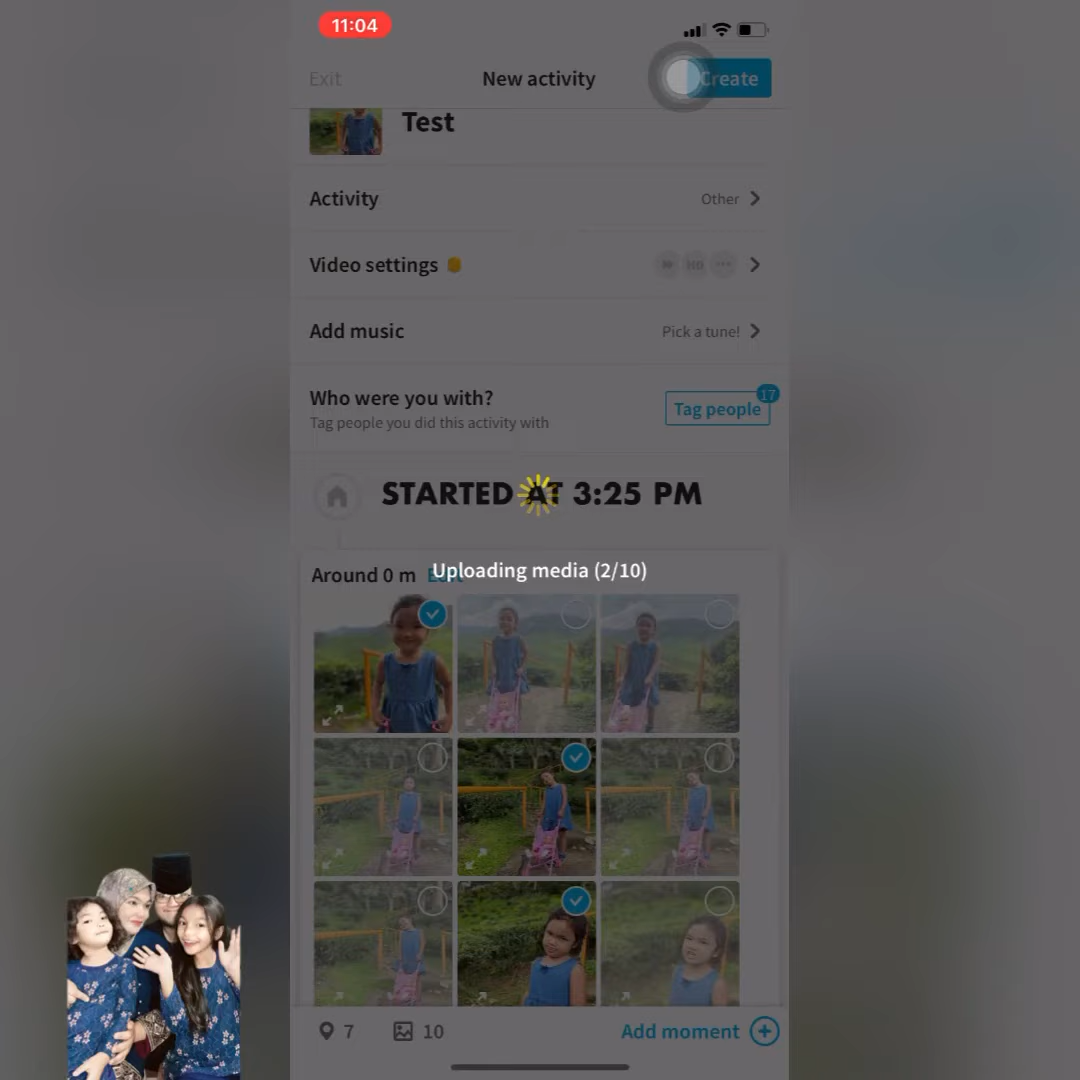 11:04
Exit
New activity
Create
Test
Activity
Other
Video settings
HD
Add music
Pick a tune!
Who were you with?
Tag people you did this activity with
17
Tag people
STARTED AT 3:25 PM
Uploading media (2/10)
Around 0 m
Edit
7
10
Add moment